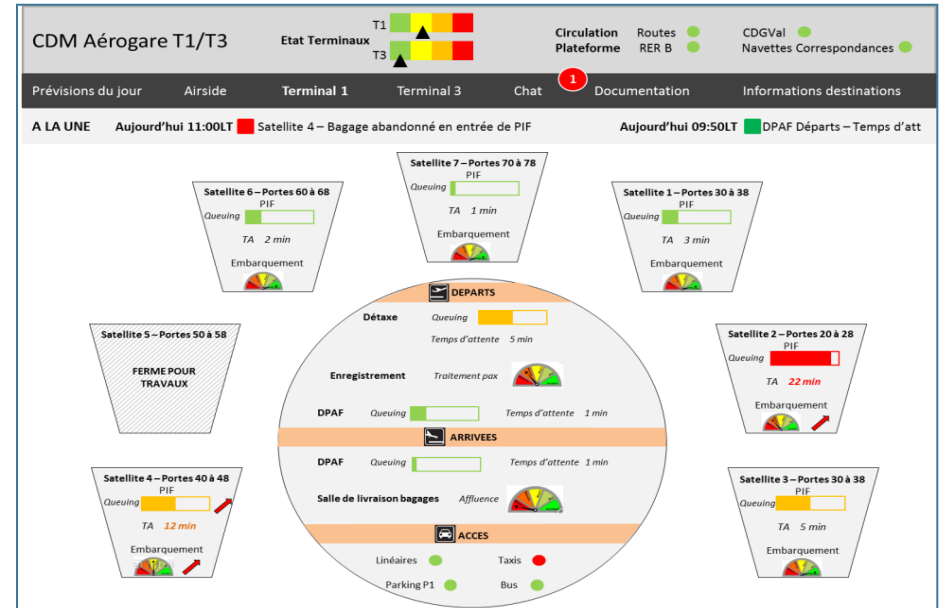 CDM Aérogare T1/T3
Etat Terminaux
T1
T3
Circulation Plateforme
Routes
RER B
CDGVal
Navettes Correspondances
Prévisions du jour
Airside
Terminal 1
Terminal 3
Chat
1
Documentation
Informations destinations
A LA UNE
Aujourd'hui 11:00LT
Satellite 4 – Bagage abandonné en entrée de PIF
Aujourd'hui 09:50LT
DPAF Départs – Temps d'att
Satellite 7 – Portes 70 à 78
PIF
Queuing
TA 1 min
Embarquement
Satellite 6 – Portes 60 à 68
PIF
Queuing
TA 2 min
Embarquement
Satellite 1 – Portes 30 à 38
PIF
Queuing
TA 3 min
Embarquement
Satellite 5 – Portes 50 à 58
FERME POUR
TRAVAUX
Satellite 2 – Portes 20 à 28
PIF
Queuing
TA 22 min
Embarquement
Satellite 4 – Portes 40 à 48
PIF
Queuing
TA 12 min
Embarquement
Satellite 3 – Portes 30 à 38
PIF
Queuing
TA 5 min
Embarquement
DEPARTS
Détaxe
Queuing
Temps d'attente 5 min
Enregistrement
Traitement pax
DPAF
Queuing
Temps d'attente 1 min
ARRIVEES
DPAF
Queuing
Temps d'attente 1 min
Salle de livraison bagages
Affluence
ACCES
Linéaires
Taxis
Parking P1
Bus